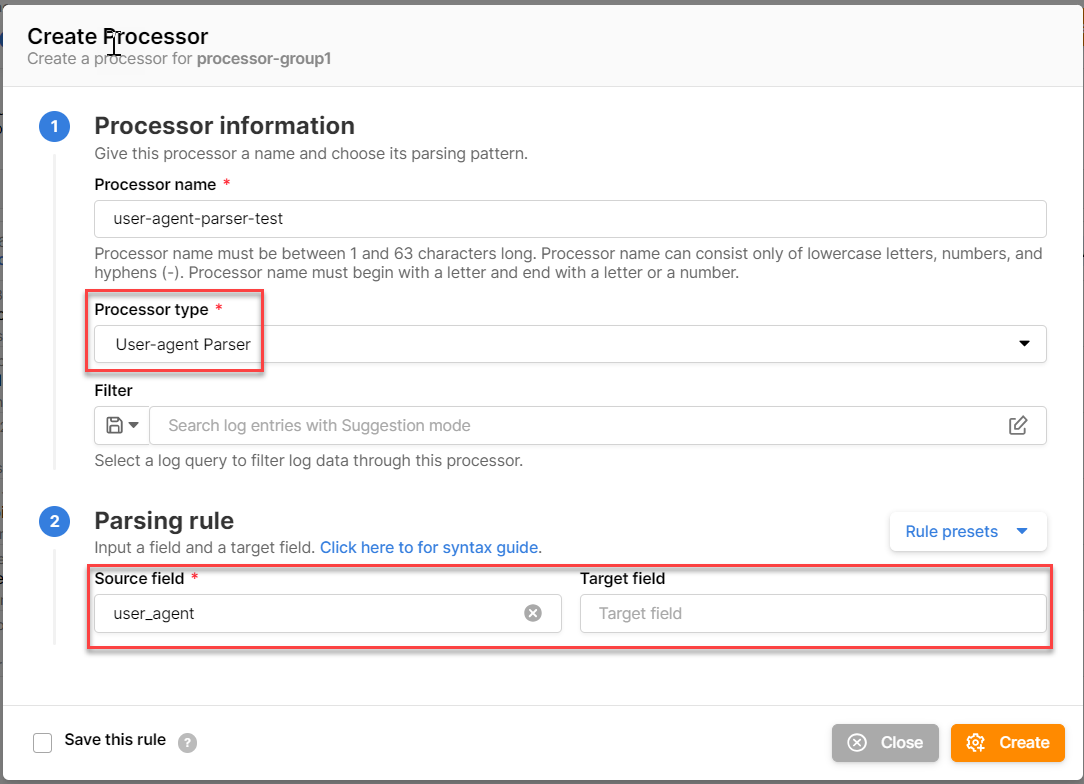 Create Processor
Create a processor for processor-group1
1
Processor information
Give this processor a name and choose its parsing pattern.
Processor name *
user-agent-parser-test
Processor name must be between 1 and 63 characters long. Processor name can consist only of lowercase letters, numbers, and
hyphens (-). Processor name must begin with a letter and end with a letter or a number.
Processor type *
User-agent Parser
Filter
Search log entries with Suggestion mode
Select a log query to filter log data through this processor.
2
Parsing rule
Rule presets
Input a field and a target field. Click here to for syntax guide.
Source field * Target field
user_agent Target field
Save this rule ?
Close Create